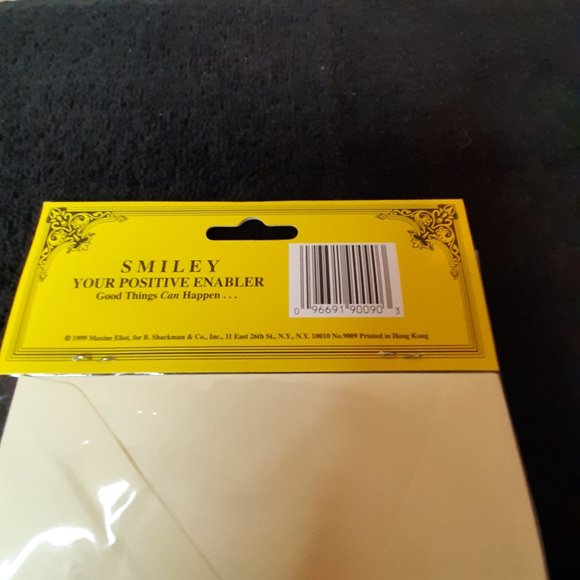 SMILEY
YOUR POSITIVE ENABLER
Good Things Can Happen . . .
0 96691 90090 3
© 1999 Maxine Elint, for B. Shackman & Co., Inc., 11 East 26th St., N.Y., N.Y. 10010 No.9009 Printed in Hong Kong